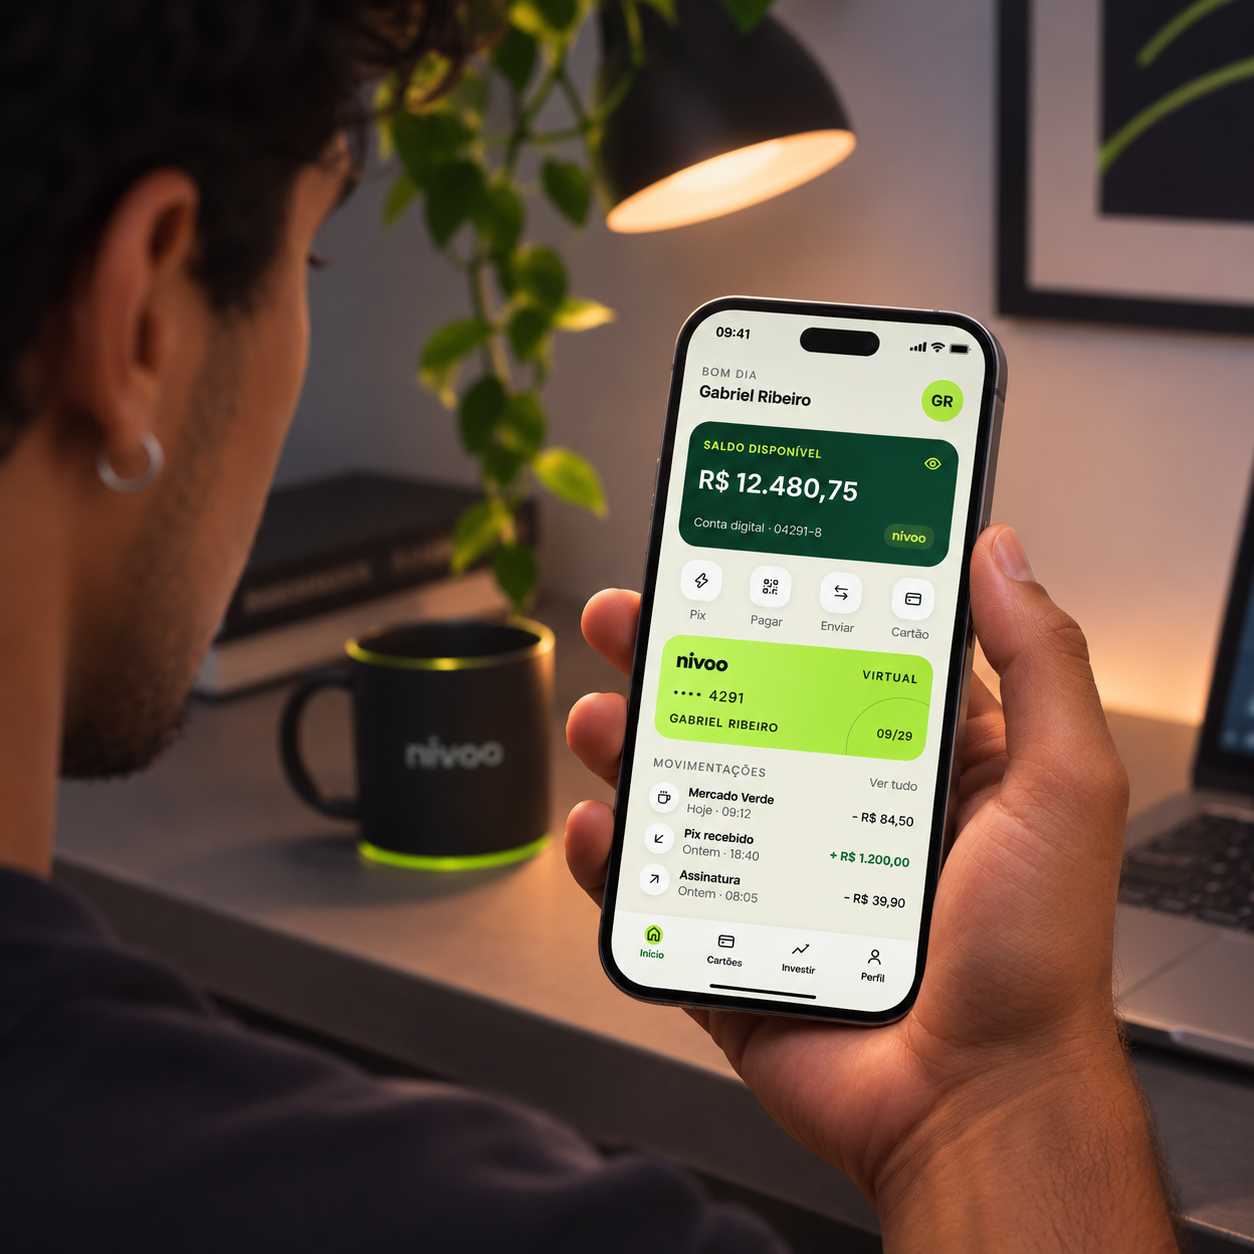 09:41
BOM DIA
Gabriel Ribeiro
GR
SALDO DISPONÍVEL
R$ 12.480,75
Conta digital · 04291-8
nivoo
Pix
Pagar
Enviar
Cartão
nivoo
VIRTUAL
•••• 4291
GABRIEL RIBEIRO
09/29
MOVIMENTAÇÕES
Ver tudo
Mercado Verde
Hoje · 09:12
- R$ 84,50
Pix recebido
Ontem · 18:40
+ R$ 1.200,00
Assinatura
Ontem · 08:05
- R$ 39,90
Início
Cartões
Investir
Perfil
nivoo